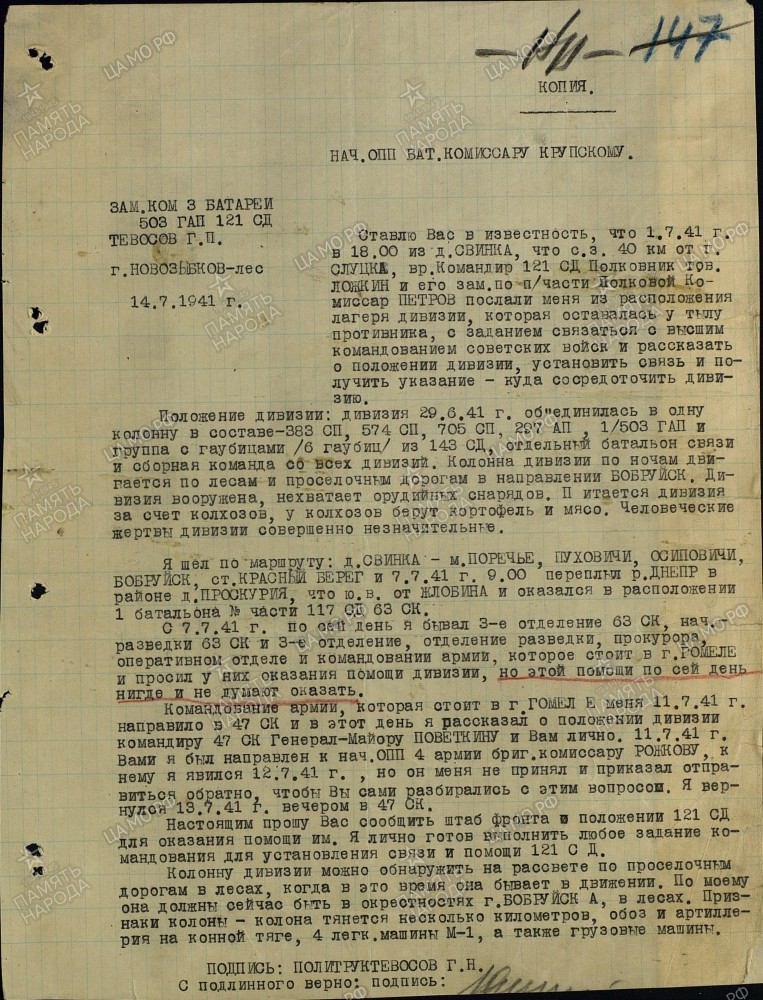 147
КОПИЯ.
НАЧ.ОПП БАТ.КОМИССАРУ КРУПСКОМУ.
ЗАМ.КОМ 3 БАТАРЕИ
503 ГАП 121 СД
ТЕВОСОВ Г.П.
г.НОВОЗЫБКОВ-лес
14.7.1941 г.
Ставлю Вас в известность, что 1.7.41 г.
в 18.00 из д.СВИНКА, что с.з. 40 км от г.
СЛУЦКА, вр.Командир 121 СД Полковник тов.
ЛОЖКИН и его зам.по п/части Полковой Ко-
миссар ПЕТРОВ послали меня из расположения
лагеря дивизии, которая оставалась у тылу
противника, с заданием связаться с высшим
командованием советских войск и рассказать
о положении дивизии, установить связь и по-
лучить указание - куда сосредоточить диви-
зию.
Положение дивизии: дивизия 29.6.41 г. об"единилась в одну
колонну в составе-383 СП, 574 СП, 705 СП, 297 АП , 1/503 ГАП и
группа с гаубицами /6 гаубиц/ из 143 СД, отдельный батальон связи
и сборная команда со всех дивизий. Колонна дивизии по ночам дви-
гается по лесам и проселочным дорогам в направлении БОБРУЙСК. Ди-
визия вооружена, нехватает орудийных снарядов. П итается дивизия
за счет колхозов, у колхозов берут картофель и мясо. Человеческие
жертвы дивизии совершенно незначительные.
Я шел по маршруту: д.СВИНКА - м.ПОРЕЧЬЕ, ПУХОВИЧИ, ОСИПОВИЧИ,
БОБРУЙСК, ст.КРАСНЫЙ БЕРЕГ и 7.7.41 г. 9.00 переплыл р.ДНЕПР в
районе д.ПРОСКУРИЯ, что ю.в. от ЖЛОБИНА и оказался в расположении
1 батальона № части 117 СД 63 СК.
С 7.7.41 г. по сей день я бывал 3-е отделение 63 СК, нач.-
разведки 63 СК и 3-е отделение, отделение разведки, прокурора,
оперативном отделе и командовании армии, которое стоит в г.РОМЕЛЕ
и просил у них оказания помощи дивизии, но этой помощи по сей день
нигде и не думают оказать.
Командование армии, которая стоит в г.ГОМЕЛ Е меня 11.7.41 г.
направило в 47 СК и в этот день я рассказал о положении дивизии
командиру 47 СК Генерал-Майору ПОВЕТКИНУ и Вам лично. 11.7.41 г.
Вами я был направлен к нач.ОПП 4 армии бриг.комиссару РОЖКОВУ, к
нему я явился 12.7.41 г. , но он меня не принял и приказал отпра-
виться обратно, чтобы Вы сами разбирались с этим вопросом. Я вер-
нулся 13.7.41 г. вечером в 47 СК.
Настоящим прошу Вас сообщить штаб фронта о положении 121 СД
для оказания помощи им. Я лично готов выполнить любое задание ко-
мандования для установления связи и помощи 121 С Д.
Колонну дивизии можно обнаружить на рассвете по проселочным
дорогам в лесах, когда в это время она бывает в движении. По моему
она должны сейчас быть в окрестностях г.БОБРУЙСК А, в лесах. Приз-
наки колоны - колона тянется несколько километров, обоз и артилле-
рия на конной тяге, 4 легк.машины М-1, а также грузовые машины.
ПОДПИСЬ: ПОЛИТРУКТЕВОСОВ Г.Н.
С подлинного верно: подпись:
ПАМЯТЬ НАРОДА
ЦАМО.РФ